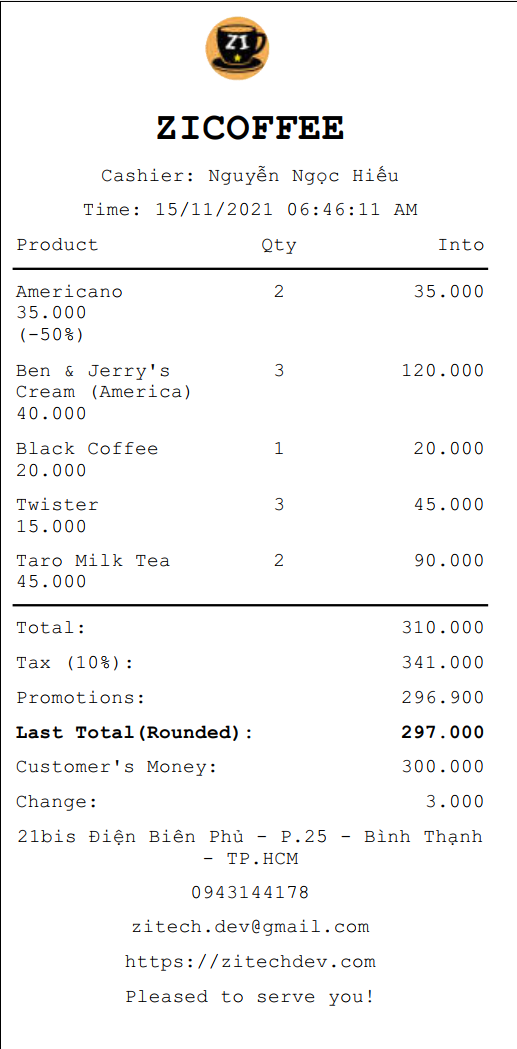 ZI
ZICOFFEE
Cashier: Nguyễn Ngọc Hiếu
Time: 15/11/2021 06:46:11 AM
Product Qty Into
Americano 2 35.000
35.000
(-50%)
Ben & Jerry's 3 120.000
Cream (America)
40.000
Black Coffee 1 20.000
20.000
Twister 3 45.000
15.000
Taro Milk Tea 2 90.000
45.000
Total: 310.000
Tax (10%): 341.000
Promotions: 296.900
Last Total(Rounded): 297.000
Customer's Money: 300.000
Change: 3.000
21bis Điện Biên Phủ - P.25 - Bình Thạnh
- TP.HCM
0943144178
zitech.dev@gmail.com
https://zitechdev.com
Pleased to serve you!